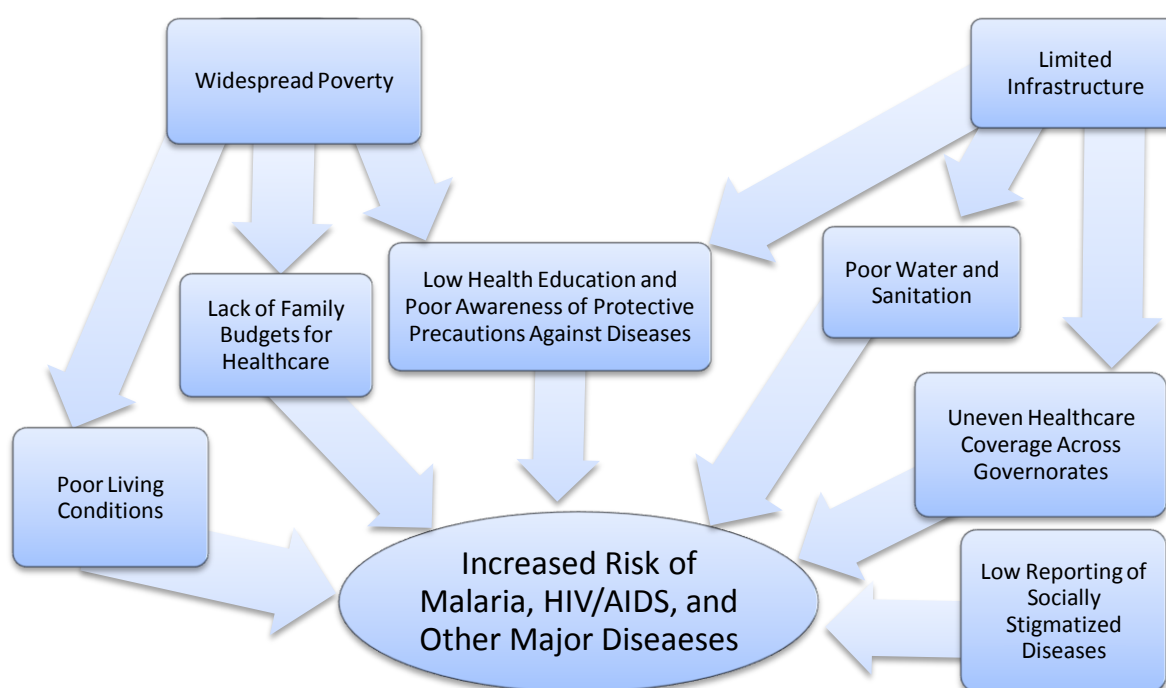 Widespread Poverty
Limited
Infrastructure
Low Health Education and
Poor Awareness of Protective
Precautions Against Diseases
Poor Water and
Sanitation
Lack of Family
Budgets for
Healthcare
Uneven Healthcare
Coverage Across
Governorates
Poor Living
Conditions
Increased Risk of
Malaria, HIV/AIDS, and
Other Major Diseaeses
Low Reporting of
Socially
Stigmatized
Diseases